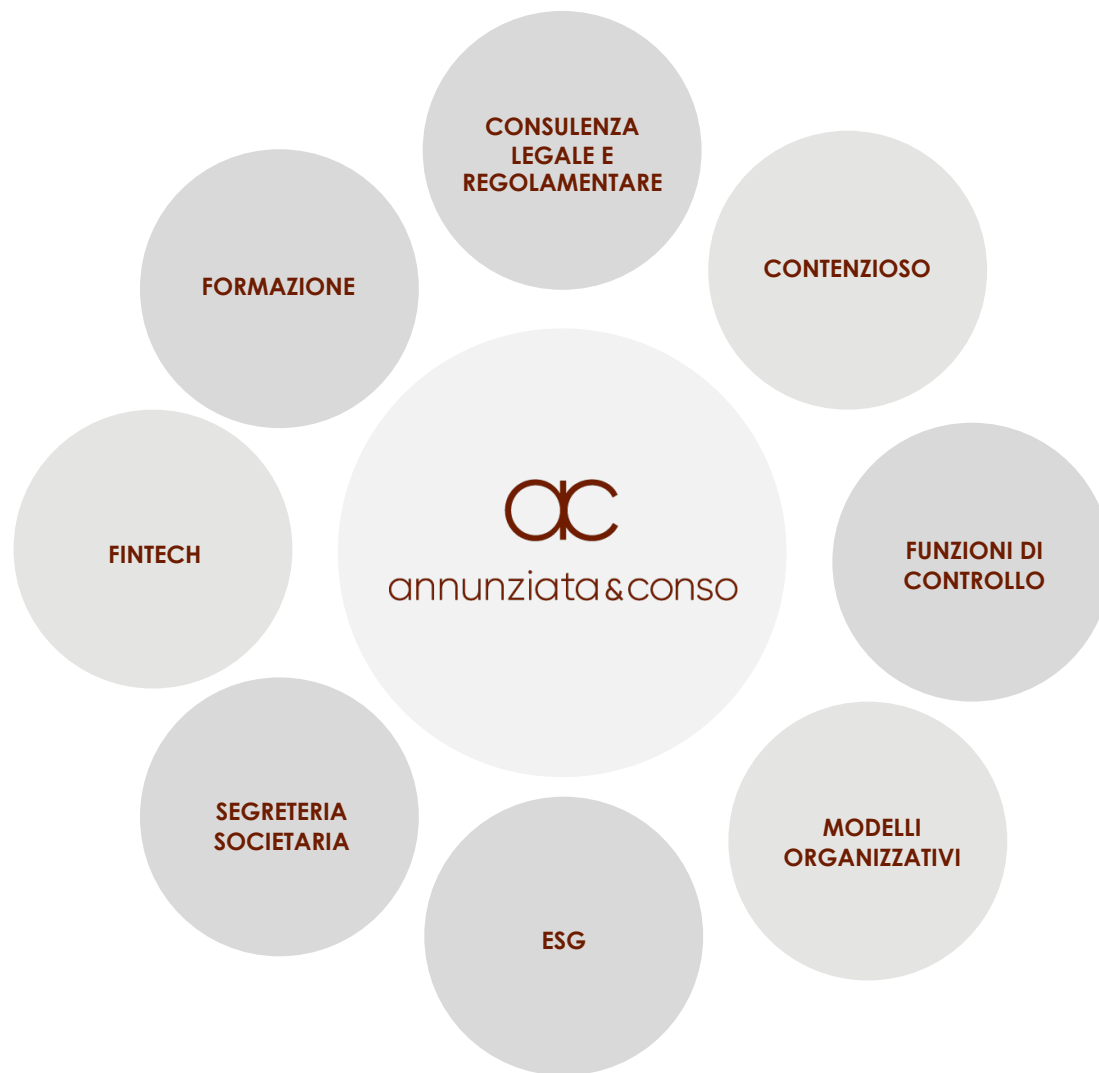 CONSULENZA
LEGALE E
REGOLAMENTARE
CONTENZIOSO
FORMAZIONE
ac
annunziata&conso
FINTECH
FUNZIONI DI
CONTROLLO
SEGRETERIA
SOCIETARIA
MODELLI
ORGANIZZATIVI
ESG